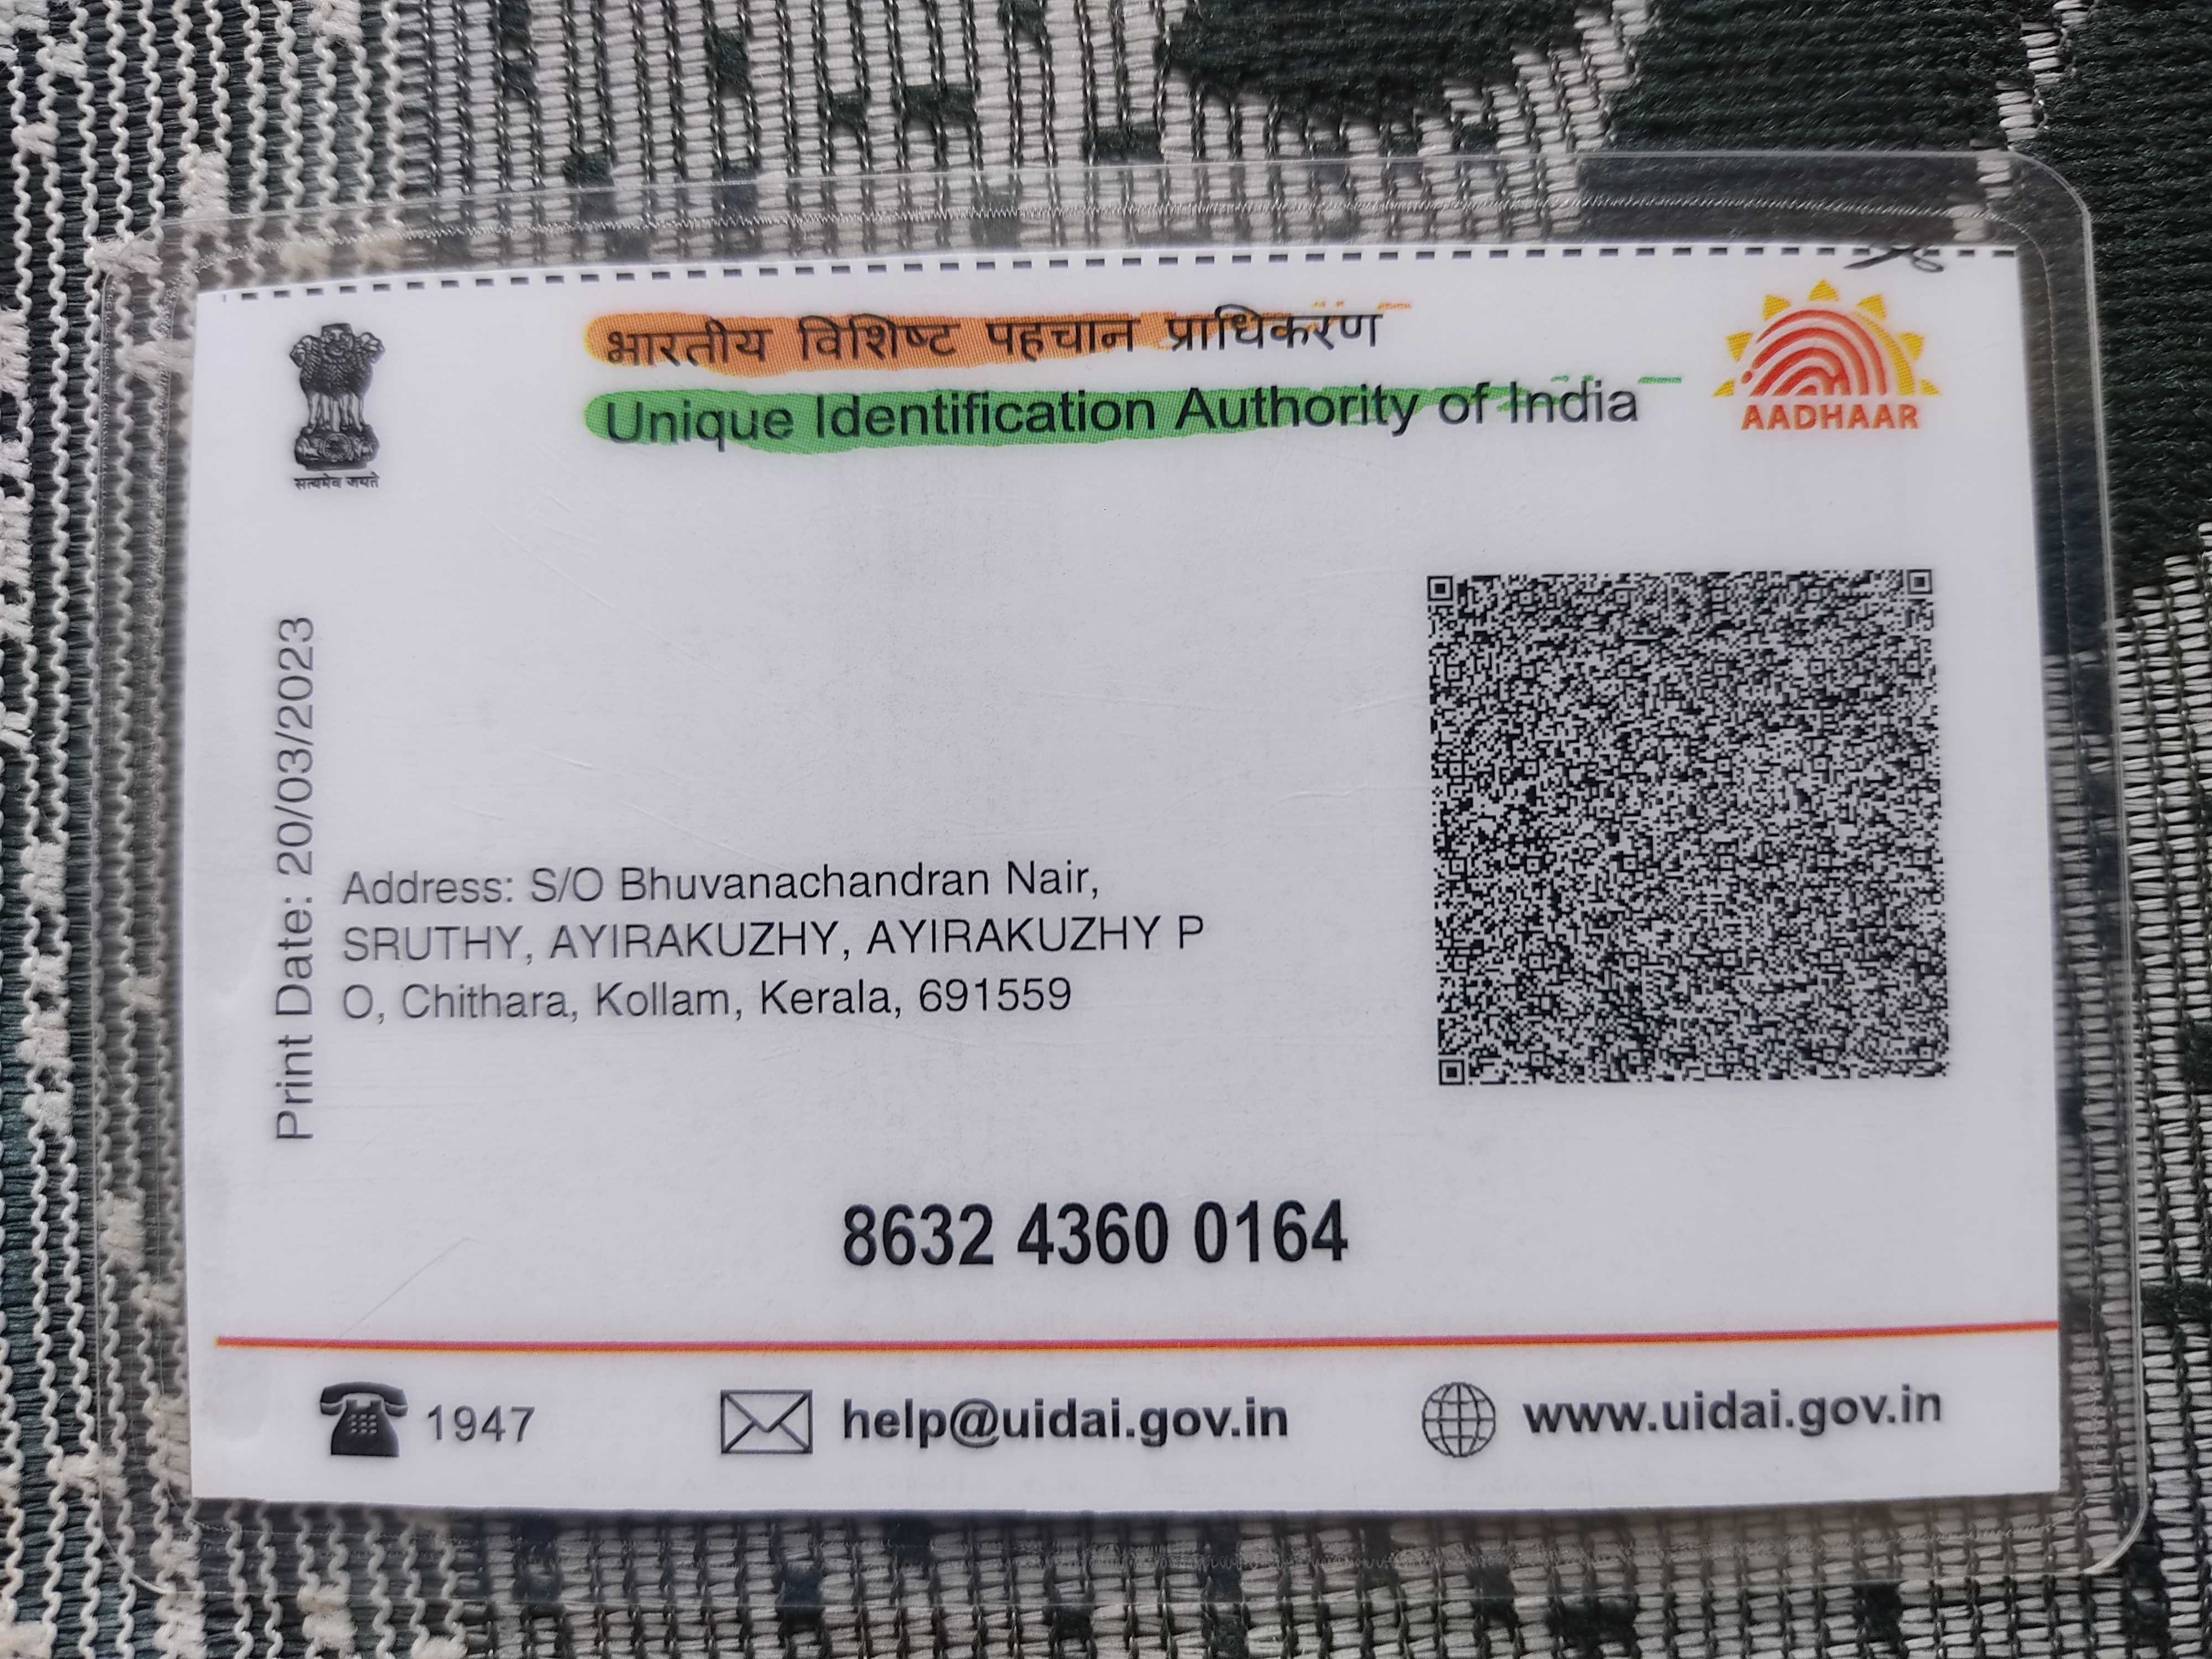 भारतीय विशिष्ट पहचान प्राधिकरण
Unique Identification Authority of India
AADHAAR
सत्यमेव जयते
Print Date: 20/03/2023
Address: S/O Bhuvanachandran Nair,
SRUTHY, AYIRAKUZHY, AYIRAKUZHY P
O, Chithara, Kollam, Kerala, 691559
8632 4360 0164
1947
help@uidai.gov.in
www.uidai.gov.in